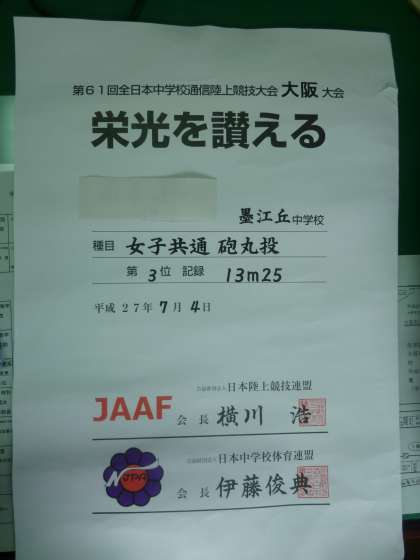 第61回全日本中学校通信陸上競技大会 大阪 大会
栄光を讃える
墨江丘中学校
種目 女子共通 砲丸投
第 3 位 記録 13m25
平成 27年 7月 4日
公益財団法人日本陸上競技連盟
JAAF 会長 横川 浩
公益財団法人日本中学校体育連盟
N JPA 会長 伊藤俊典